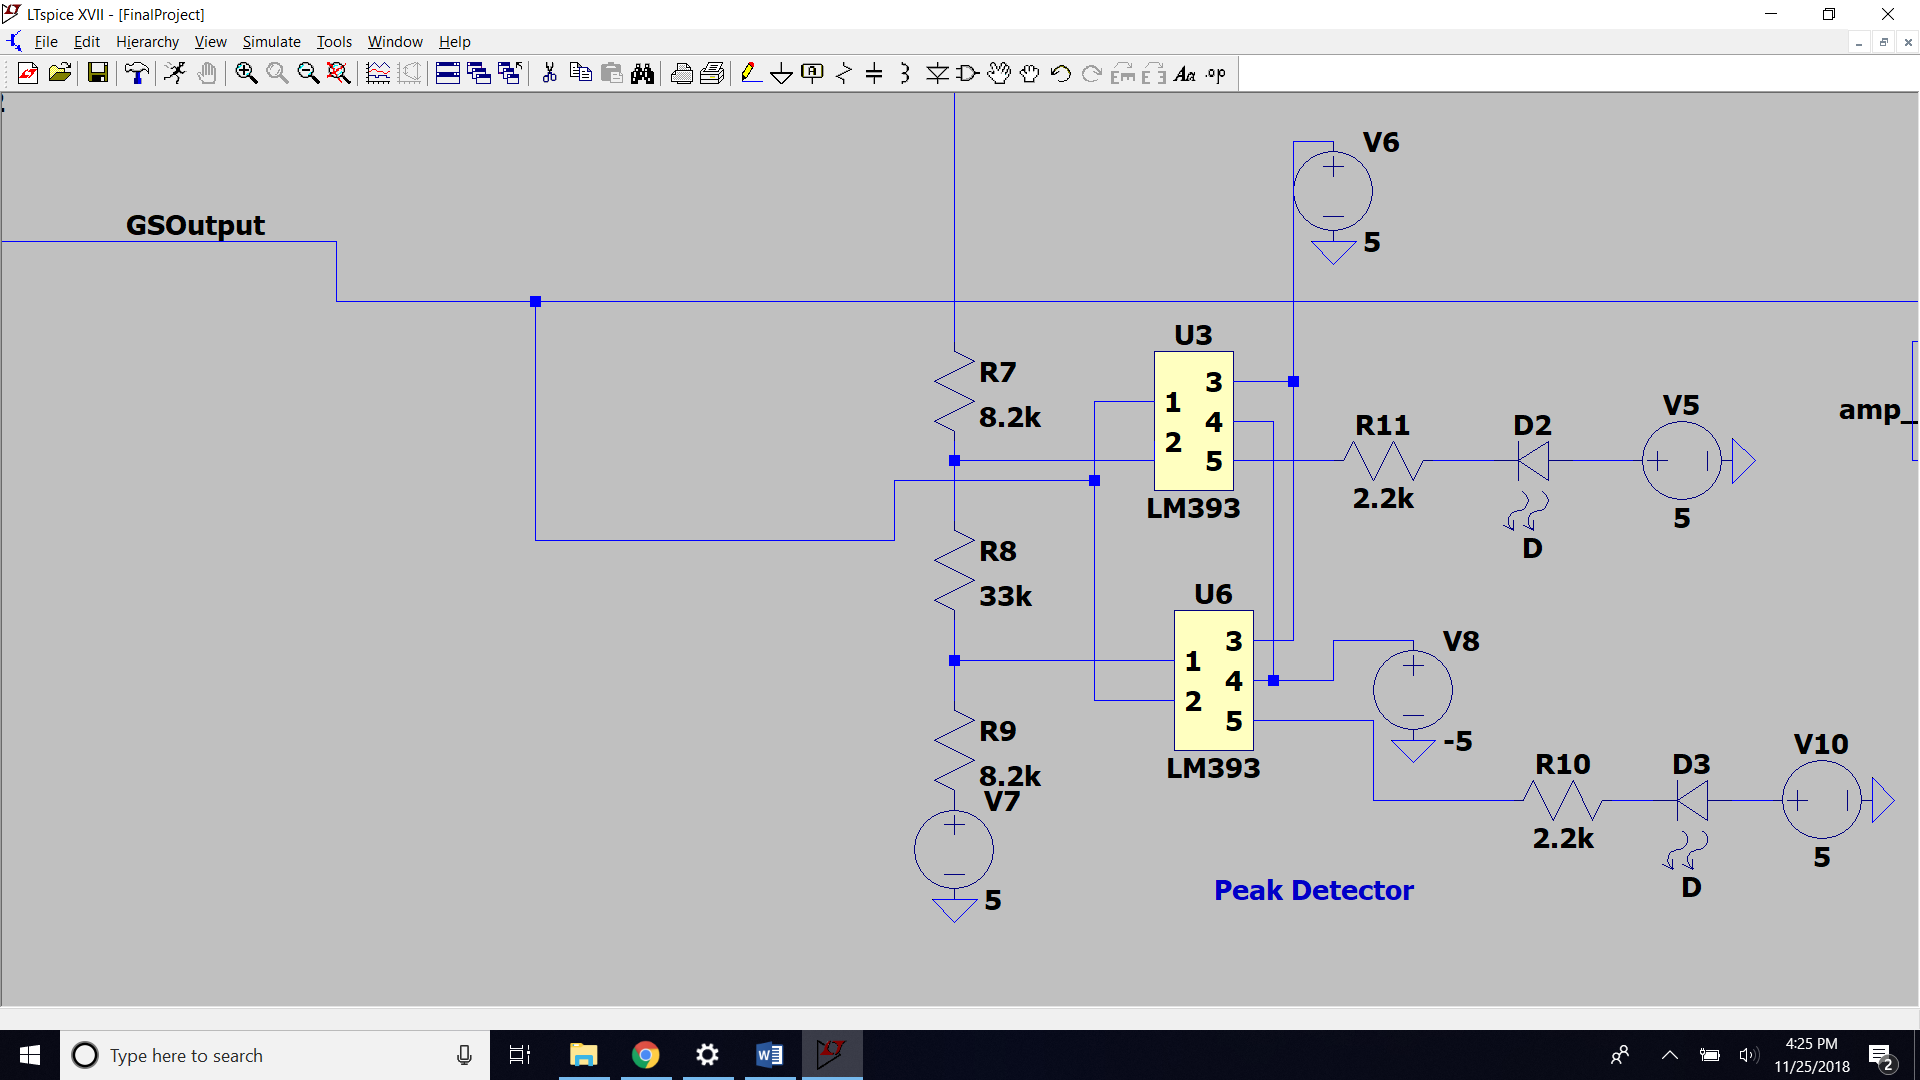 LTspice XVII - [FinalProject]
File Edit Hierarchy View Simulate Tools Window Help
Aa .op
V6
GSOutput
5
U3
R7
8.2k
3
1
4
2
5
LM393
R11
2.2k
D2
D
V5
5
amp_
R8
33k
U6
3
1
4
2
5
LM393
V8
-5
R9
8.2k
V7
5
R10
2.2k
D3
D
V10
5
Peak Detector
Type here to search
4:25 PM
11/25/2018
2